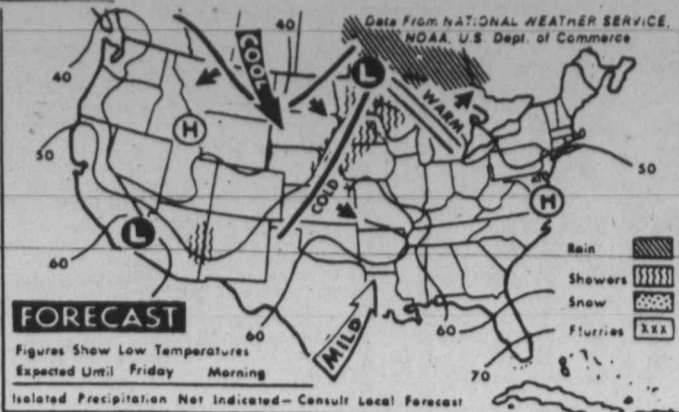 Data From NATIONAL WEATHER SERVICE,
NOAA, U.S. Dept. of Commerce
40
40
COOL
L
WARM
H
50
50
H
COLD
L
60
Rain
Showers
Snow
Flurries
FORECAST
60
MILD
60
70
Figures Show Low Temperatures
Expected Until Friday Morning
Isolated Precipitation Not Indicated— Consult Local Forecast